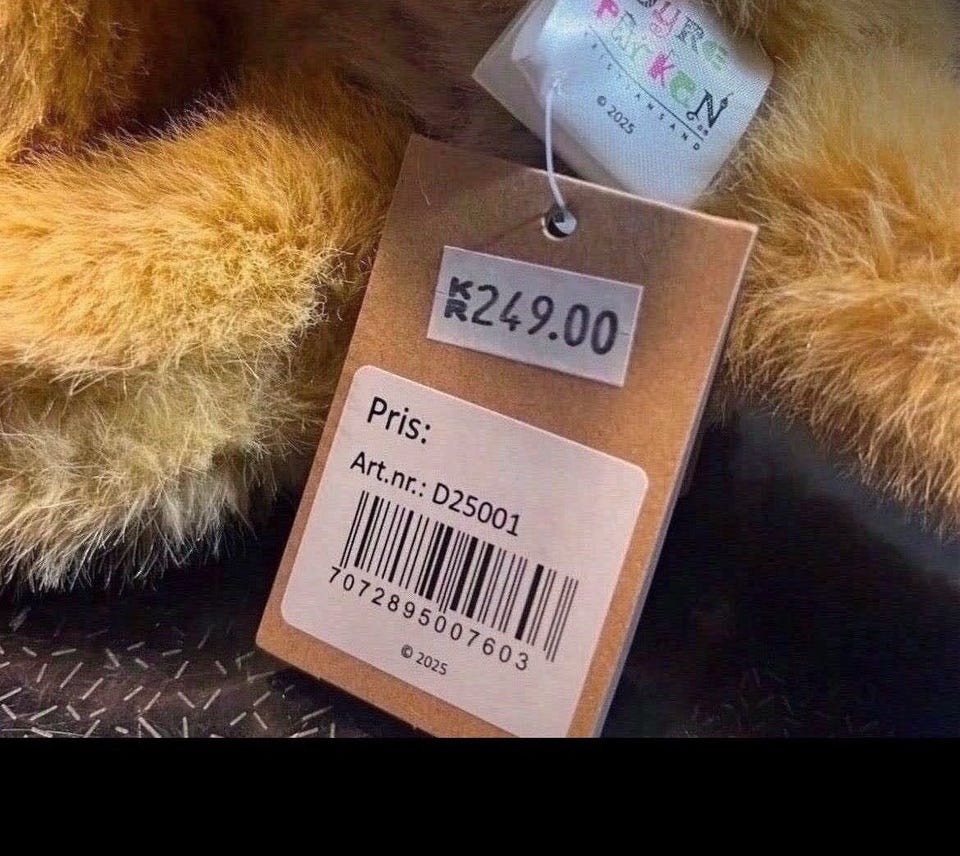 DYRE
PARKEN
KRISTIANSAND
© 2025
KR249.00
Pris:
Art.nr.: D25001
7072895007603
© 2025